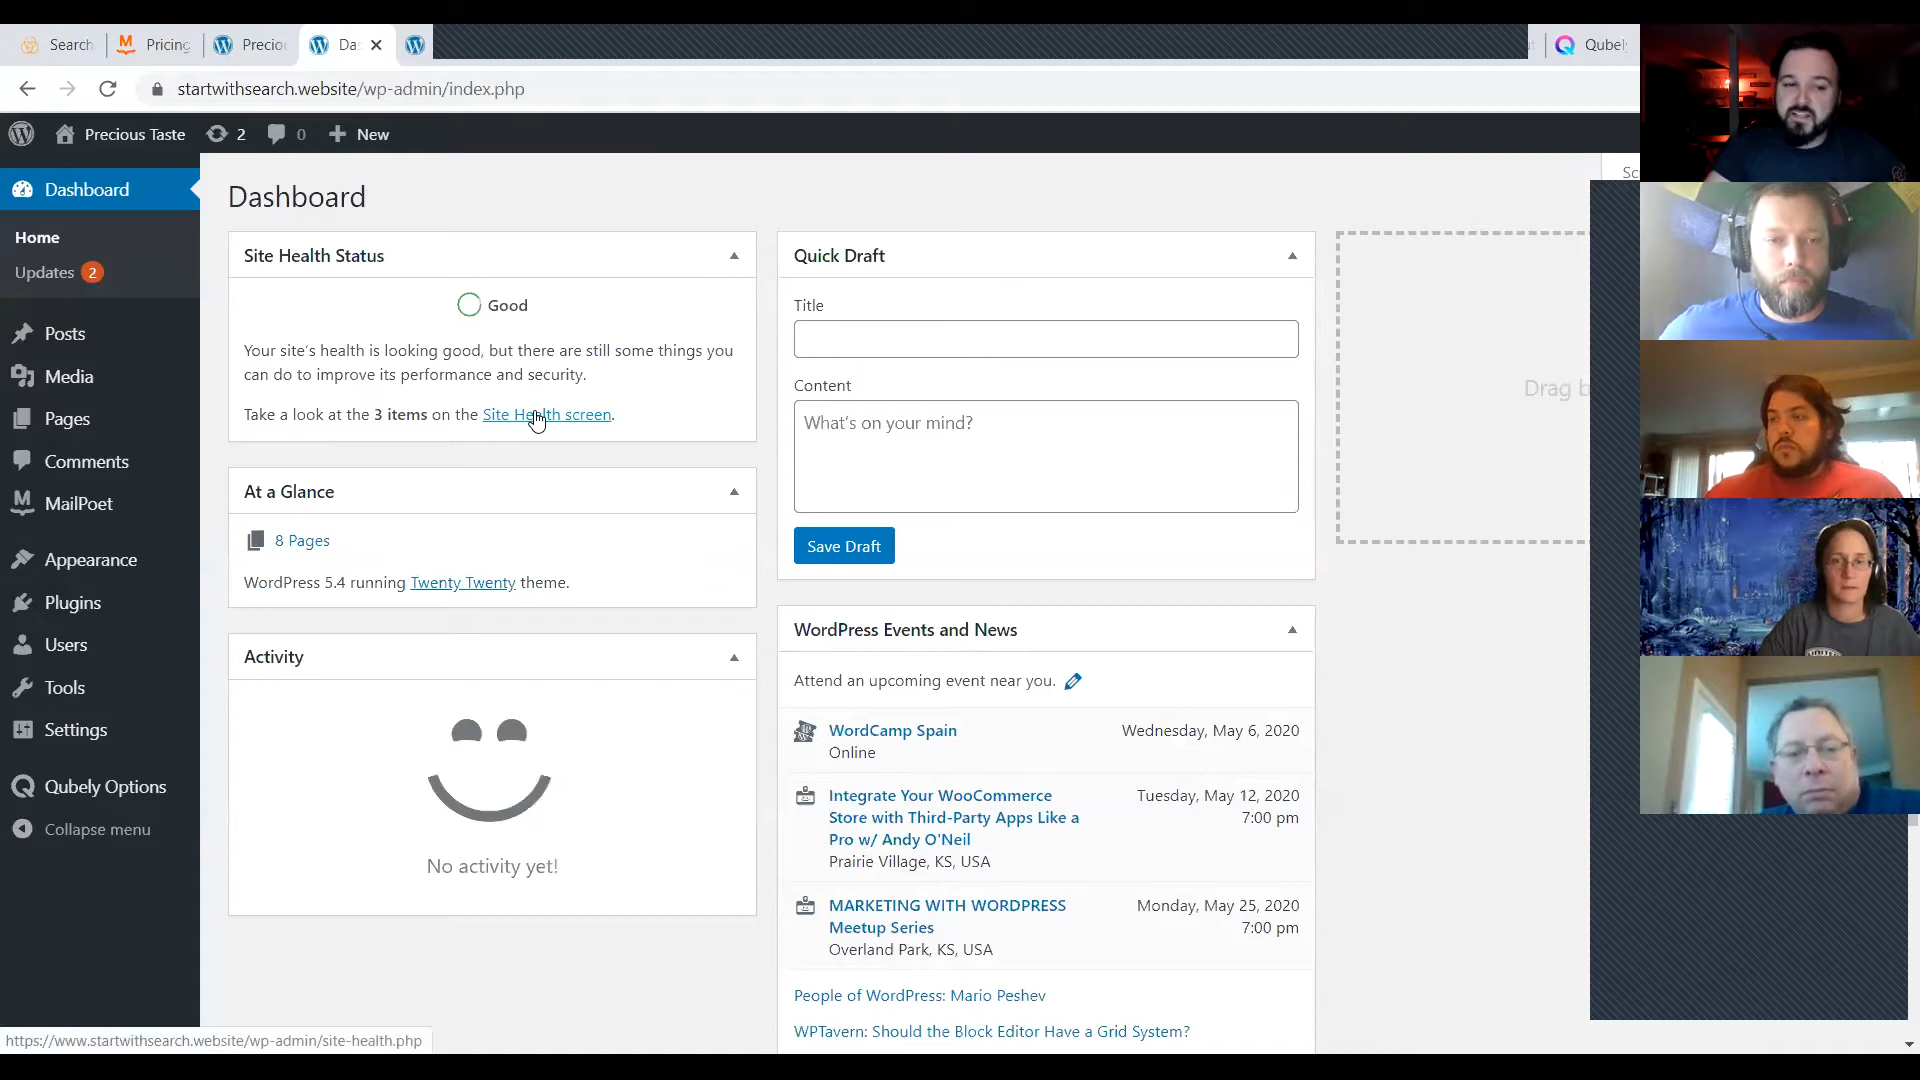 Search
Pricing
Precio
Da
Qubel
startwithsearch.website/wp-admin/index.php
Precious Taste
2
0
New
Dashboard
Home
Updates 2
Posts
Media
Pages
Comments
MailPoet
Appearance
Plugins
Users
Tools
Settings
Qubely Options
Collapse menu
Sc
Dashboard
Site Health Status
Good
Your site's health is looking good, but there are still some things you
can do to improve its performance and security.
Take a look at the 3 items on the Site Health screen.
At a Glance
8 Pages
WordPress 5.4 running Twenty Twenty theme.
Activity
No activity yet!
Quick Draft
Title
Content
What's on your mind?
Save Draft
WordPress Events and News
Attend an upcoming event near you.
WordCamp Spain
Online
Wednesday, May 6, 2020
Integrate Your WooCommerce
Store with Third-Party Apps Like a
Pro w/ Andy O'Neil
Prairie Village, KS, USA
Tuesday, May 12, 2020
7:00 pm
MARKETING WITH WORDPRESS
Meetup Series
Overland Park, KS, USA
Monday, May 25, 2020
7:00 pm
People of WordPress: Mario Peshev
WPTavern: Should the Block Editor Have a Grid System?
Drag b
https://www.startwithsearch.website/wp-admin/site-health.php